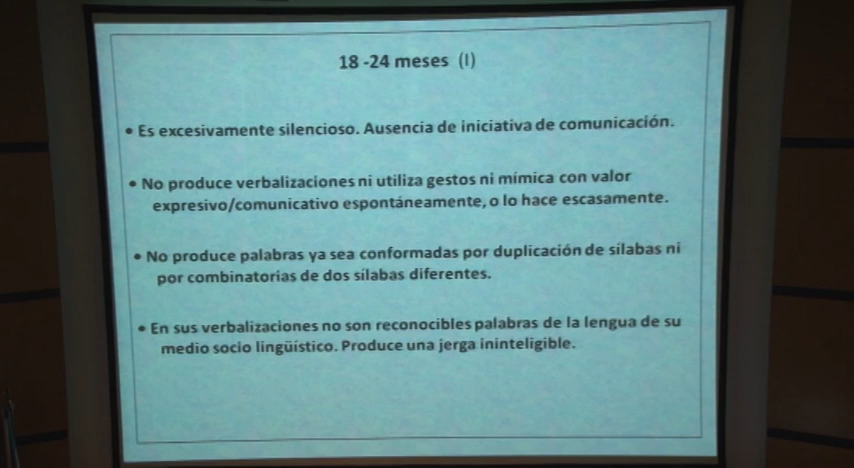 18 -24 meses (I)
• Es excesivamente silencioso. Ausencia de iniciativa de comunicación.
• No produce verbalizaciones ni utiliza gestos ni mímica con valor
expresivo/comunicativo espontáneamente, o lo hace escasamente.
• No produce palabras ya sea conformadas por duplicación de sílabas ni
por combinatorias de dos sílabas diferentes.
• En sus verbalizaciones no son reconocibles palabras de la lengua de su
medio socio lingüístico. Produce una jerga ininteligible.